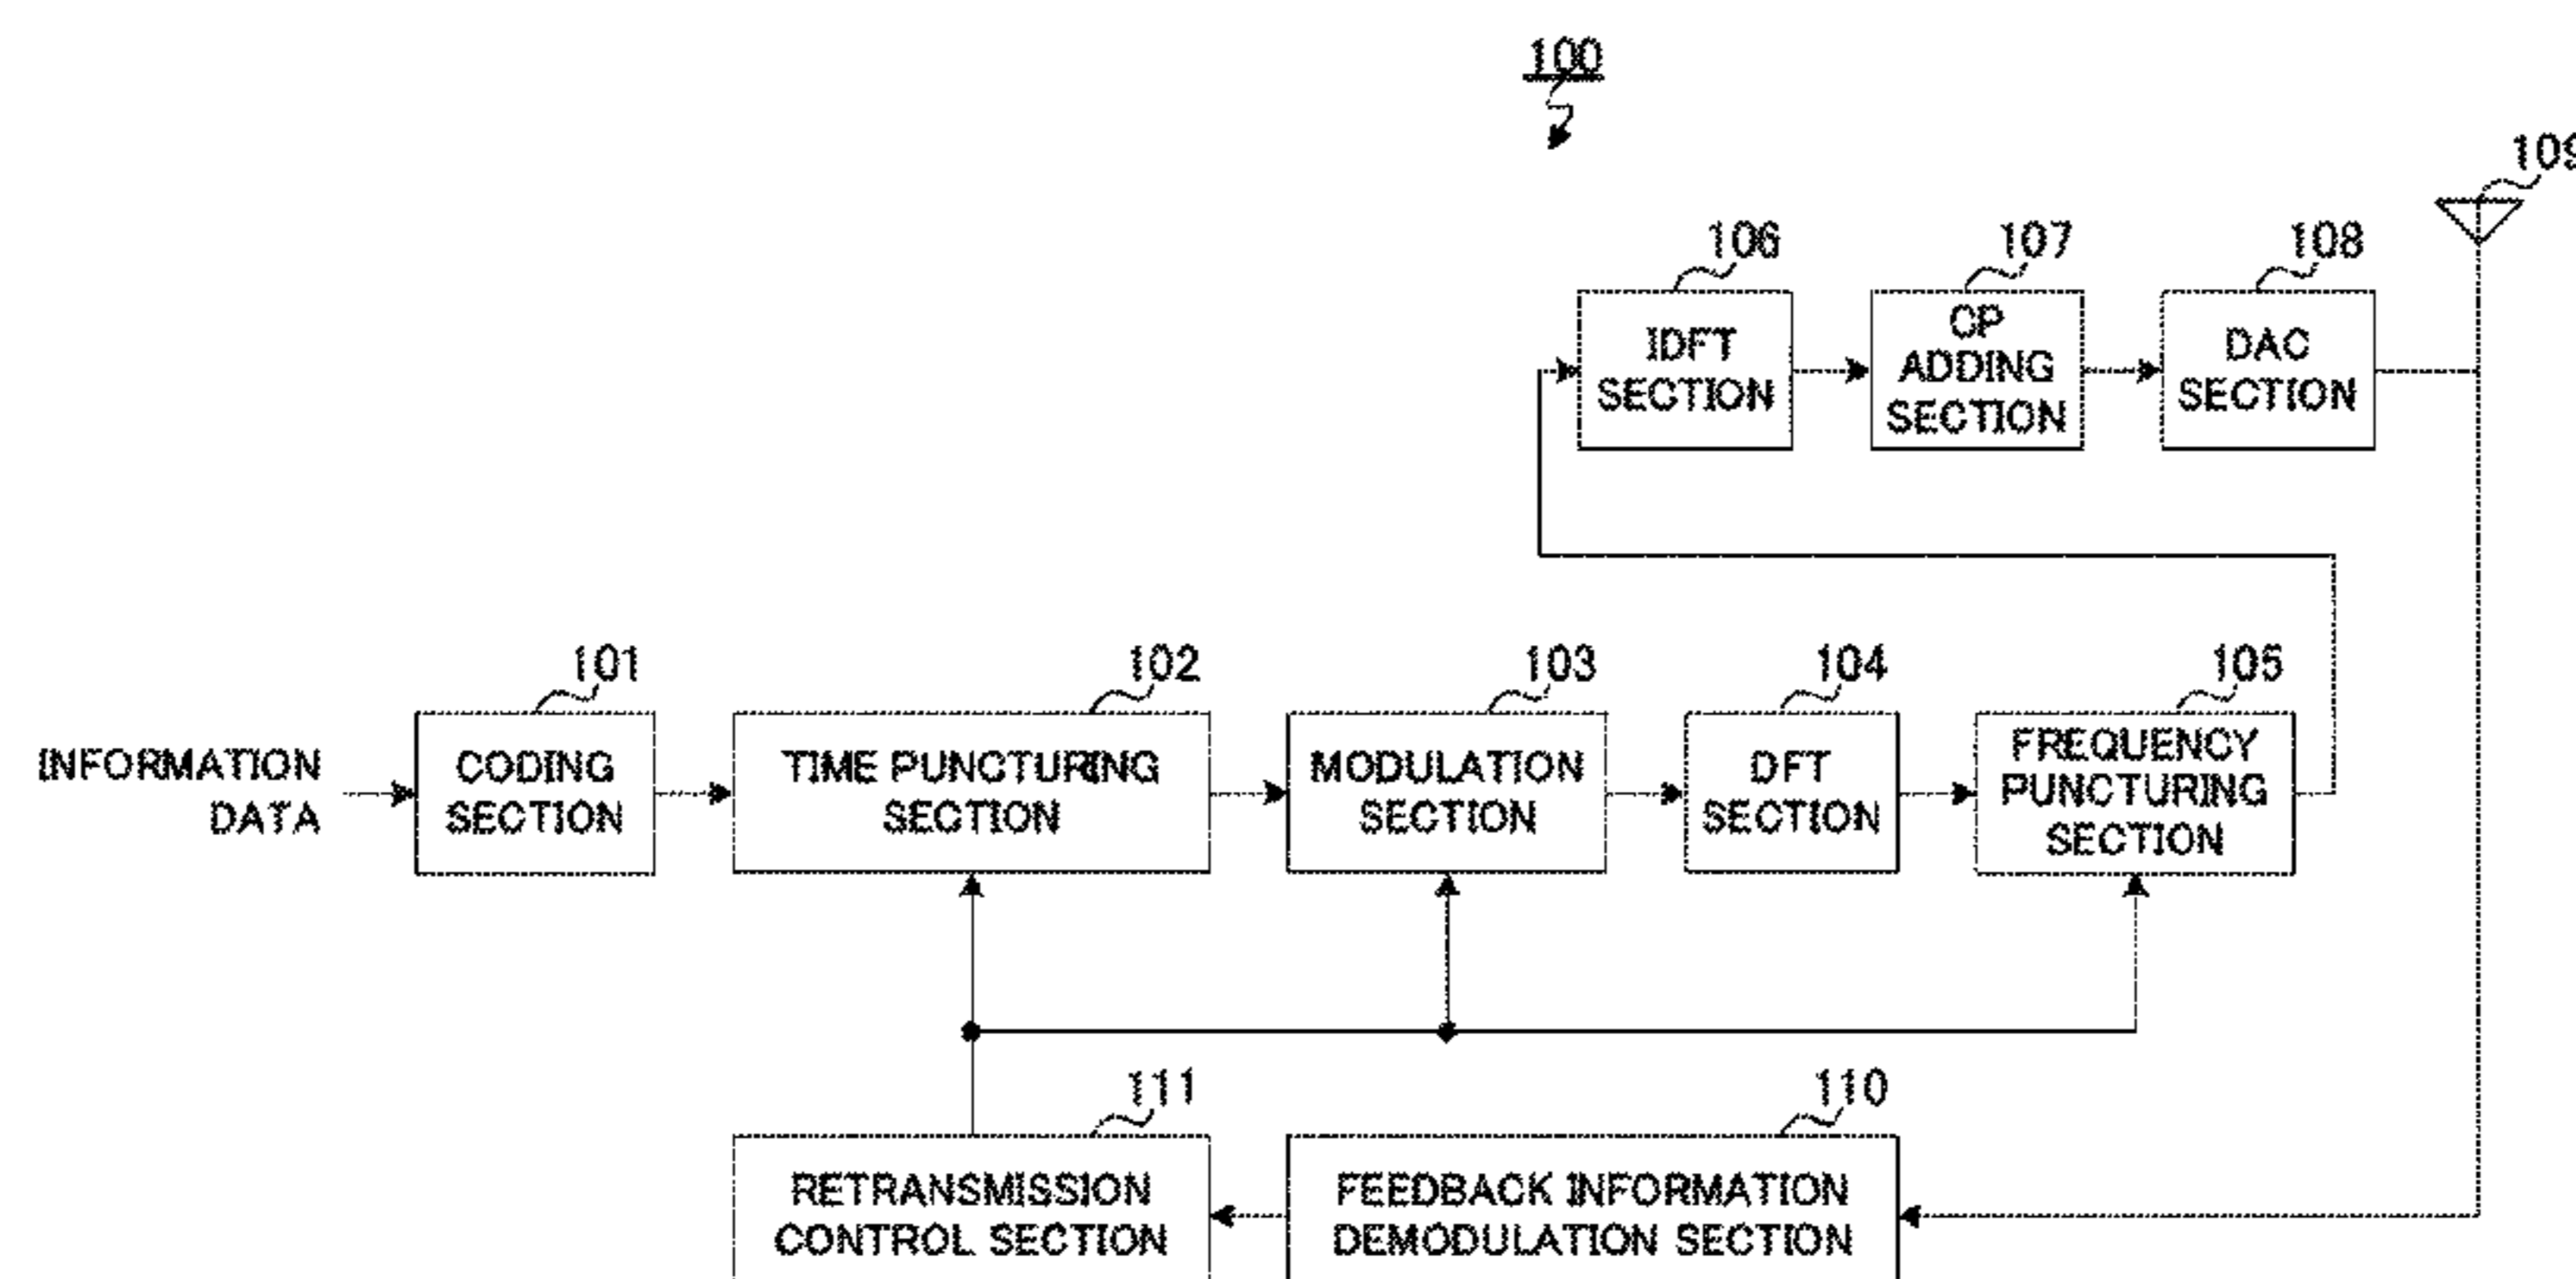 100
109
106
107
108
IDFT
SECTION
CP
ADDING
SECTION
DAC
SECTION
101
102
103
104
105
INFORMATION
DATA
CODING
SECTION
TIME PUNCTURING
SECTION
MODULATION
SECTION
DFT
SECTION
FREQUENCY
PUNCTURING
SECTION
111
110
RETRANSMISSION
CONTROL SECTION
FEEDBACK INFORMATION
DEMODULATION SECTION